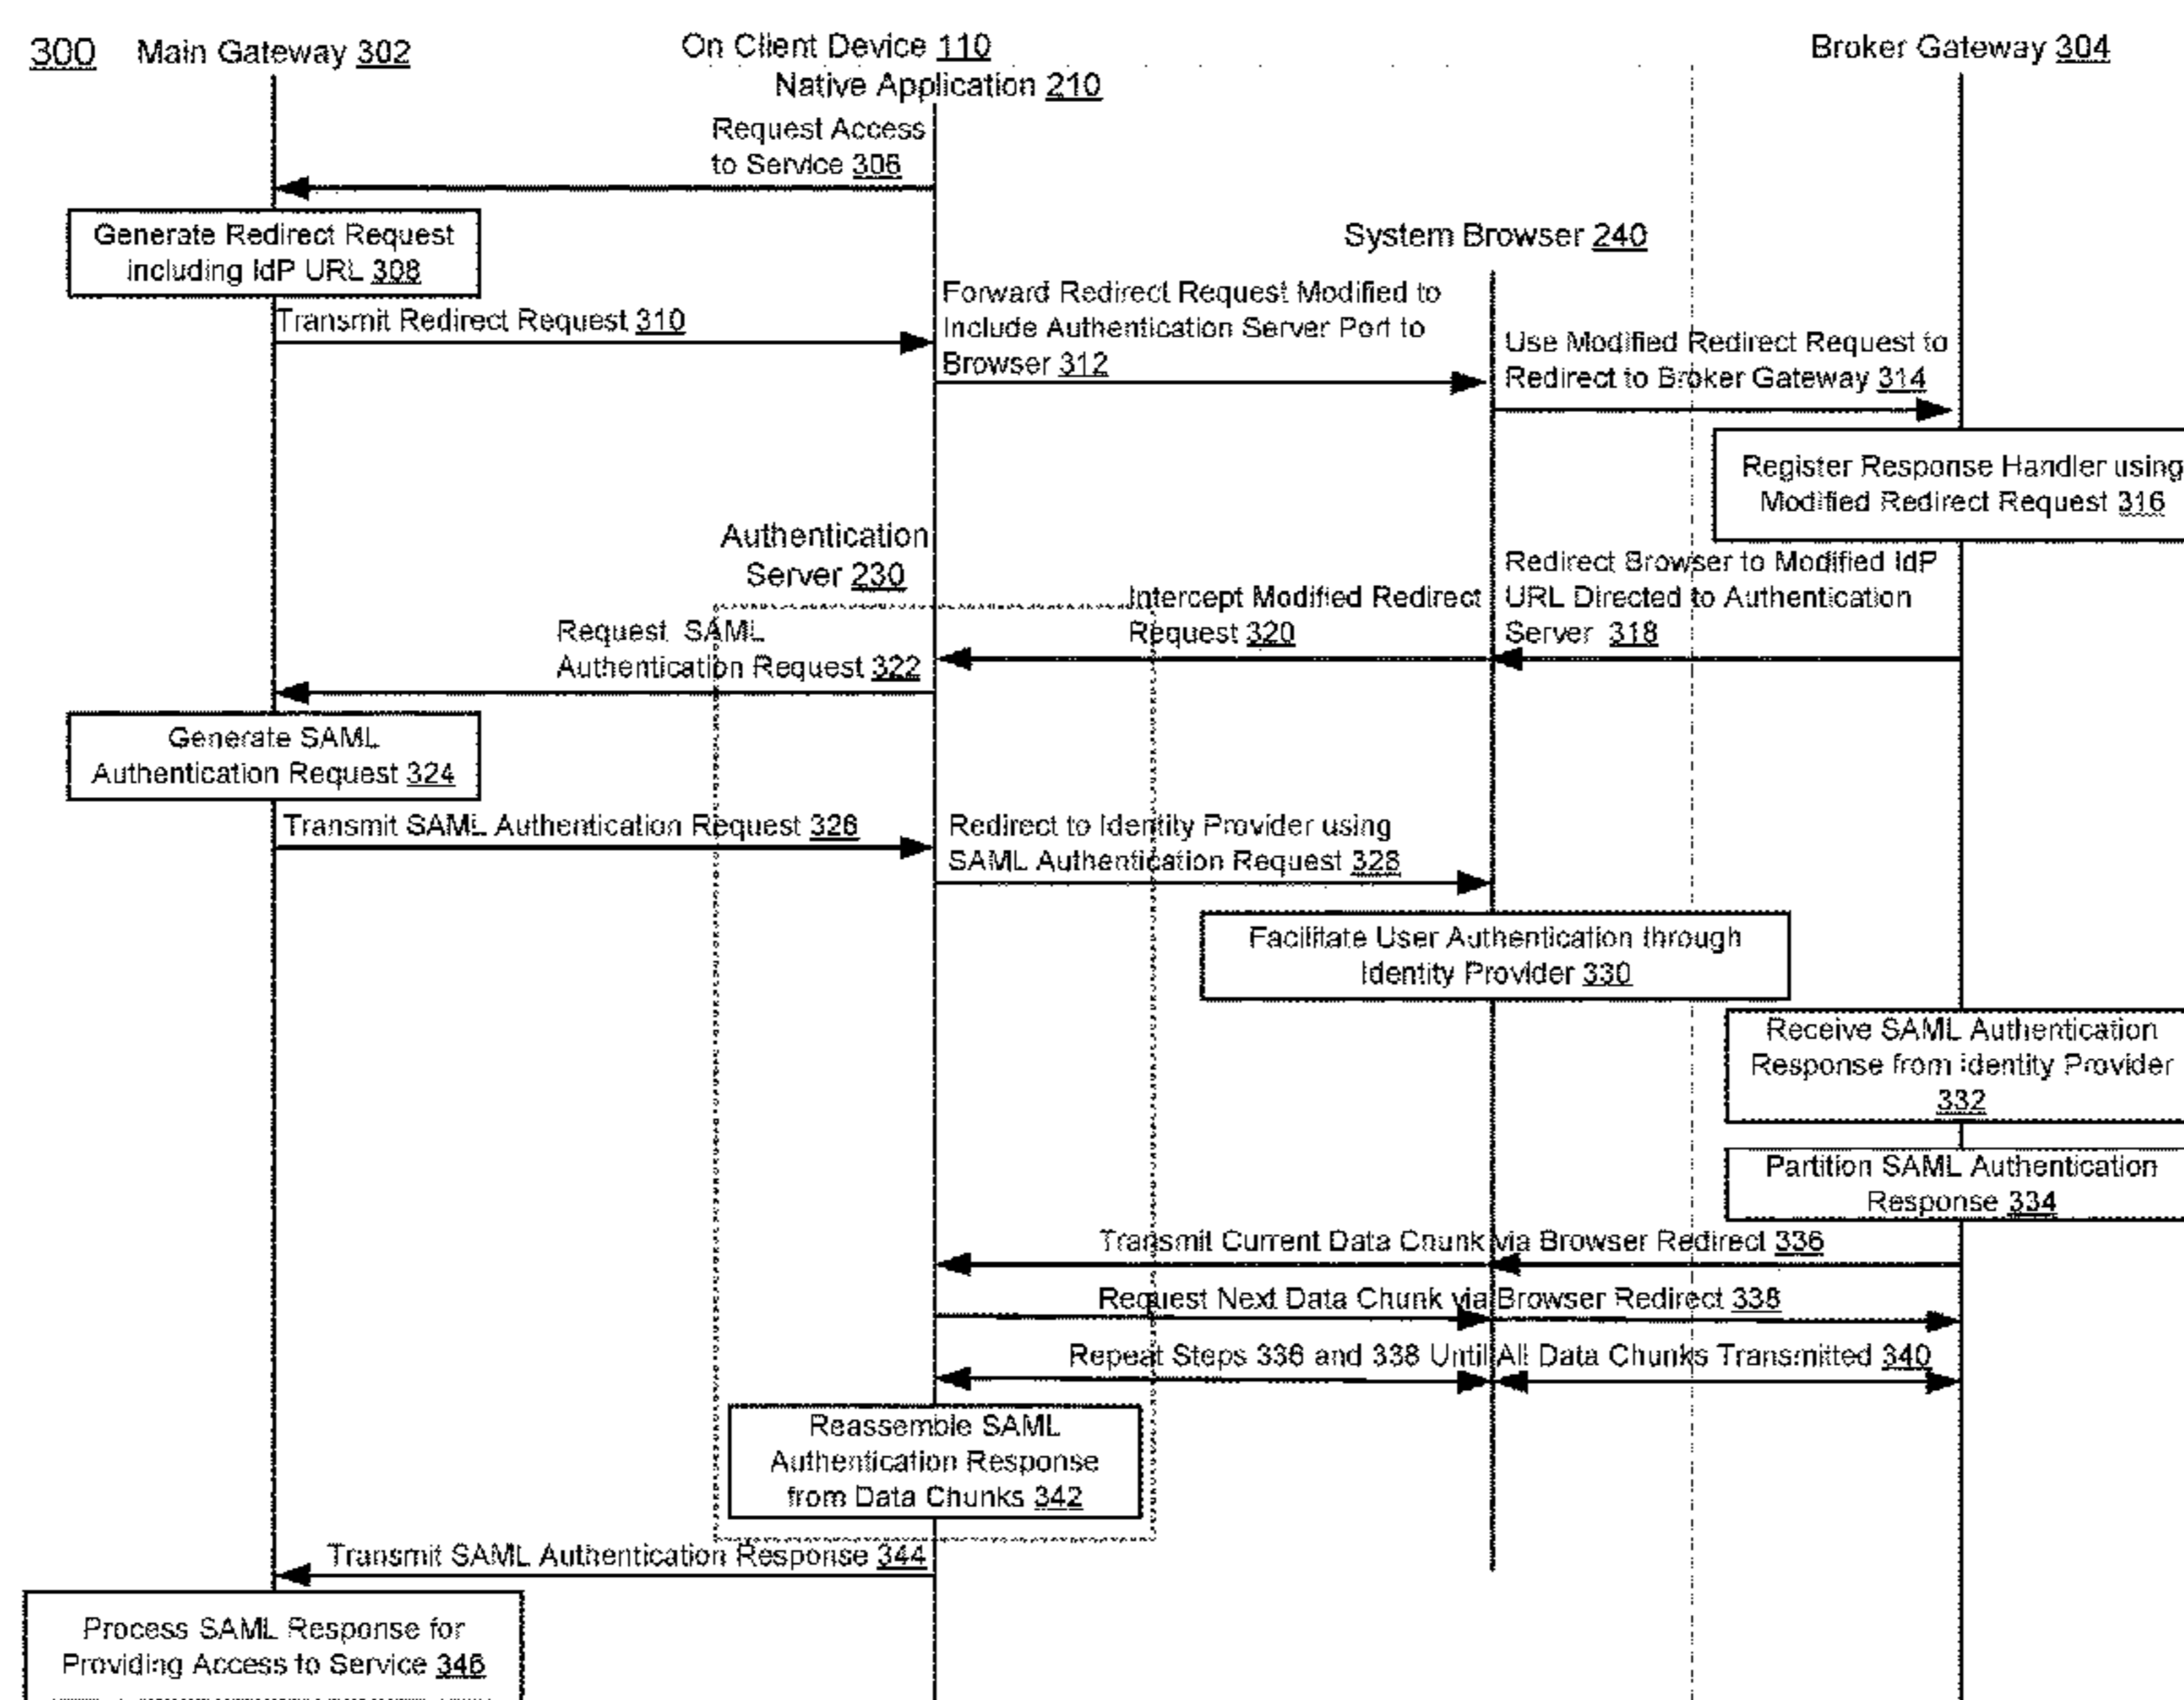 300
Main Gateway 302
On Client Device 110
Native Application 210
Broker Gateway 304
Request Access
to Service 306
Generate Redirect Request
including IdP URL 308
System Browser 240
Transmit Redirect Request 310
Forward Redirect Request Modified to
Include Authentication Server Port to
Browser 312
Use Modified Redirect Request to
Redirect to Broker Gateway 314
Register Response Handler using
Modified Redirect Request 316
Authentication
Server 230
Redirect Browser to Modified IdP
URL Directed to Authentication
Server 318
Intercept Modified Redirect
Request 320
Request SAML
Authentication Request 322
Generate SAML
Authentication Request 324
Transmit SAML Authentication Request 326
Redirect to Identity Provider using
SAML Authentication Request 328
Facilitate User Authentication through
Identity Provider 330
Receive SAML Authentication
Response from Identity Provider
332
Partition SAML Authentication
Response 334
Transmit Current Data Chunk via Browser Redirect 336
Request Next Data Chunk via Browser Redirect 338
Repeat Steps 336 and 338 Until All Data Chunks Transmitted 340
Reassemble SAML
Authentication Response
from Data Chunks 342
Transmit SAML Authentication Response 344
Process SAML Response for
Providing Access to Service 346